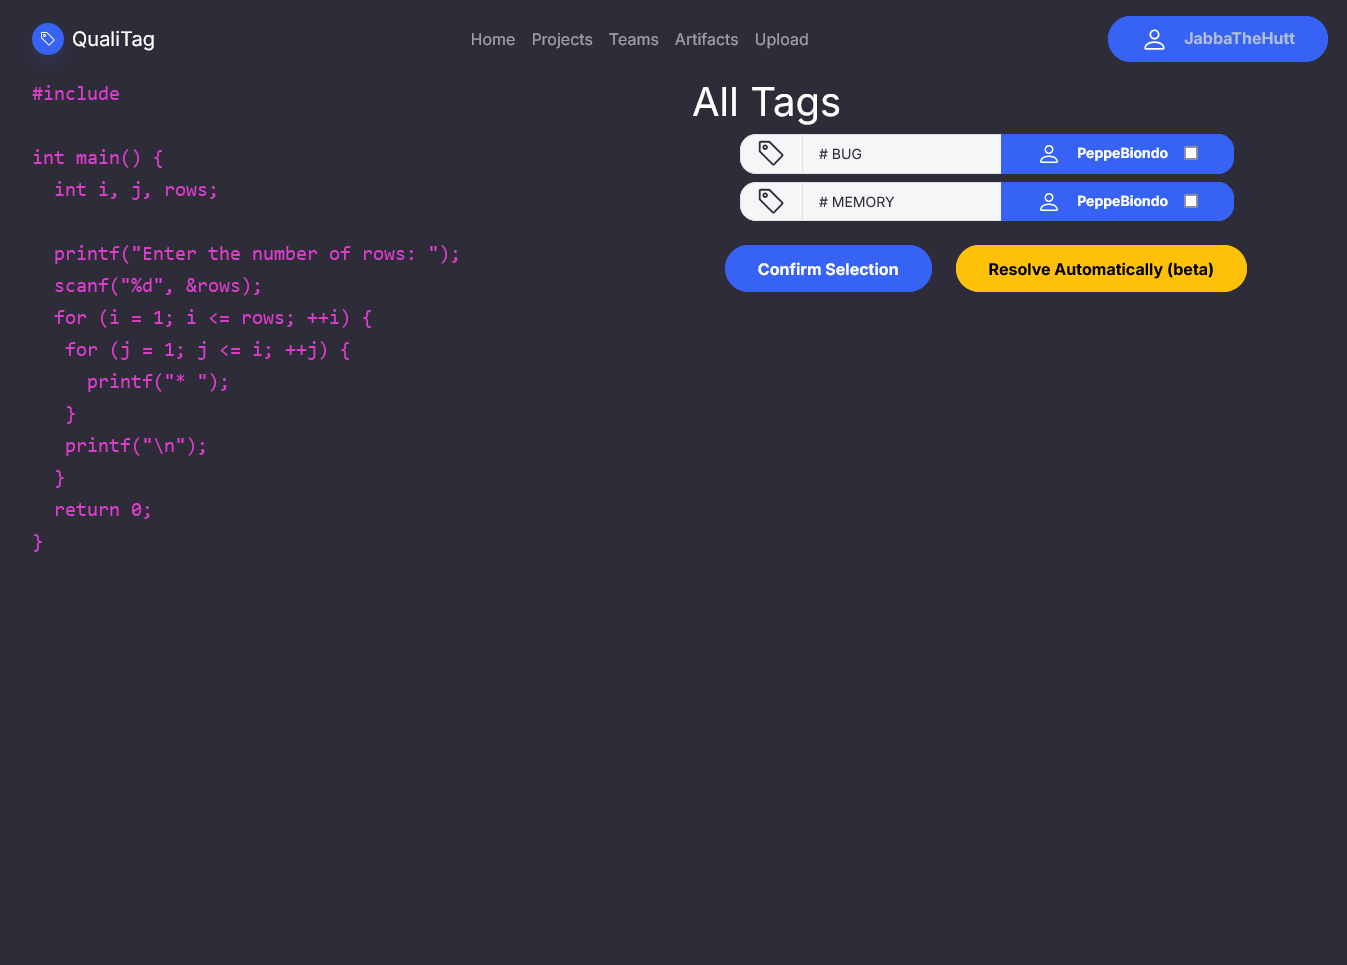 QualiTag
Home Projects Teams Artifacts Upload
JabbaTheHutt
#include
int main() {
  int i, j, rows;
  printf("Enter the number of rows: ");
  scanf("%d", &rows);
  for (i = 1; i <= rows; ++i) {
   for (j = 1; j <= i; ++j) {
     printf("* ");
   }
   printf("\n");
  }
  return 0;
}
All Tags
# BUG PeppeBiondo
# MEMORY PeppeBiondo
Confirm Selection Resolve Automatically (beta)